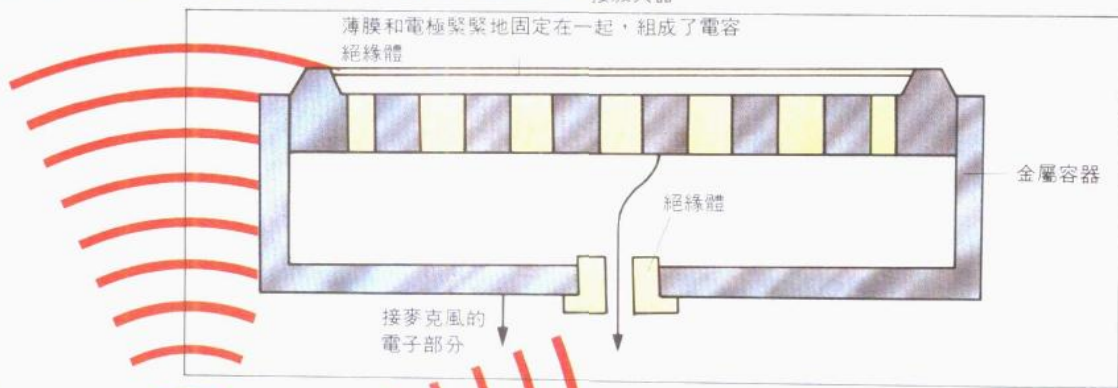 薄膜和電極緊緊地固定在一起，組成了電容
絕緣體
金屬容器
絕緣體
接麥克風的
電子部分